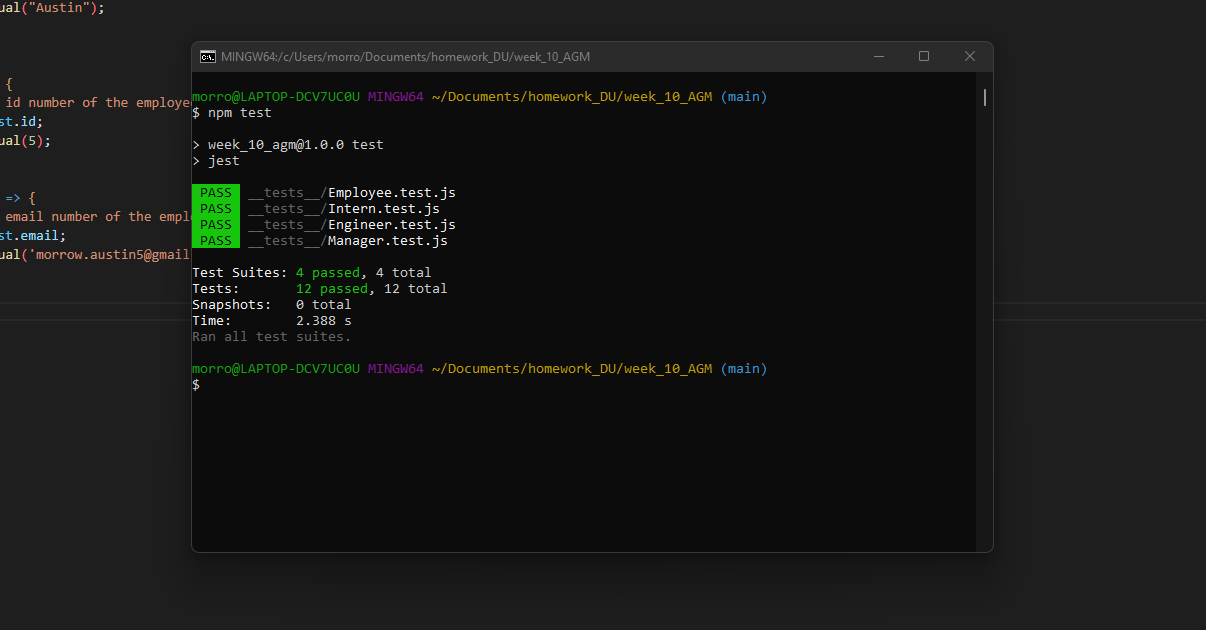 ual("Austin");
{
id number of the employe
st.id;
ual(5);
=> {
email number of the empl
st.email;
ual('morrow.austin5@gmail
MINGW64:/c/Users/morro/Documents/homework_DU/week_10_AGM
morro@LAPTOP-DCV7UC0U MINGW64 ~/Documents/homework_DU/week_10_AGM (main)
$ npm test
> week_10_agm@1.0.0 test
> jest
PASS __tests__/Employee.test.js
PASS __tests__/Intern.test.js
PASS __tests__/Engineer.test.js
PASS __tests__/Manager.test.js
Test Suites: 4 passed, 4 total
Tests: 12 passed, 12 total
Snapshots: 0 total
Time: 2.388 s
Ran all test suites.
morro@LAPTOP-DCV7UC0U MINGW64 ~/Documents/homework_DU/week_10_AGM (main)
$